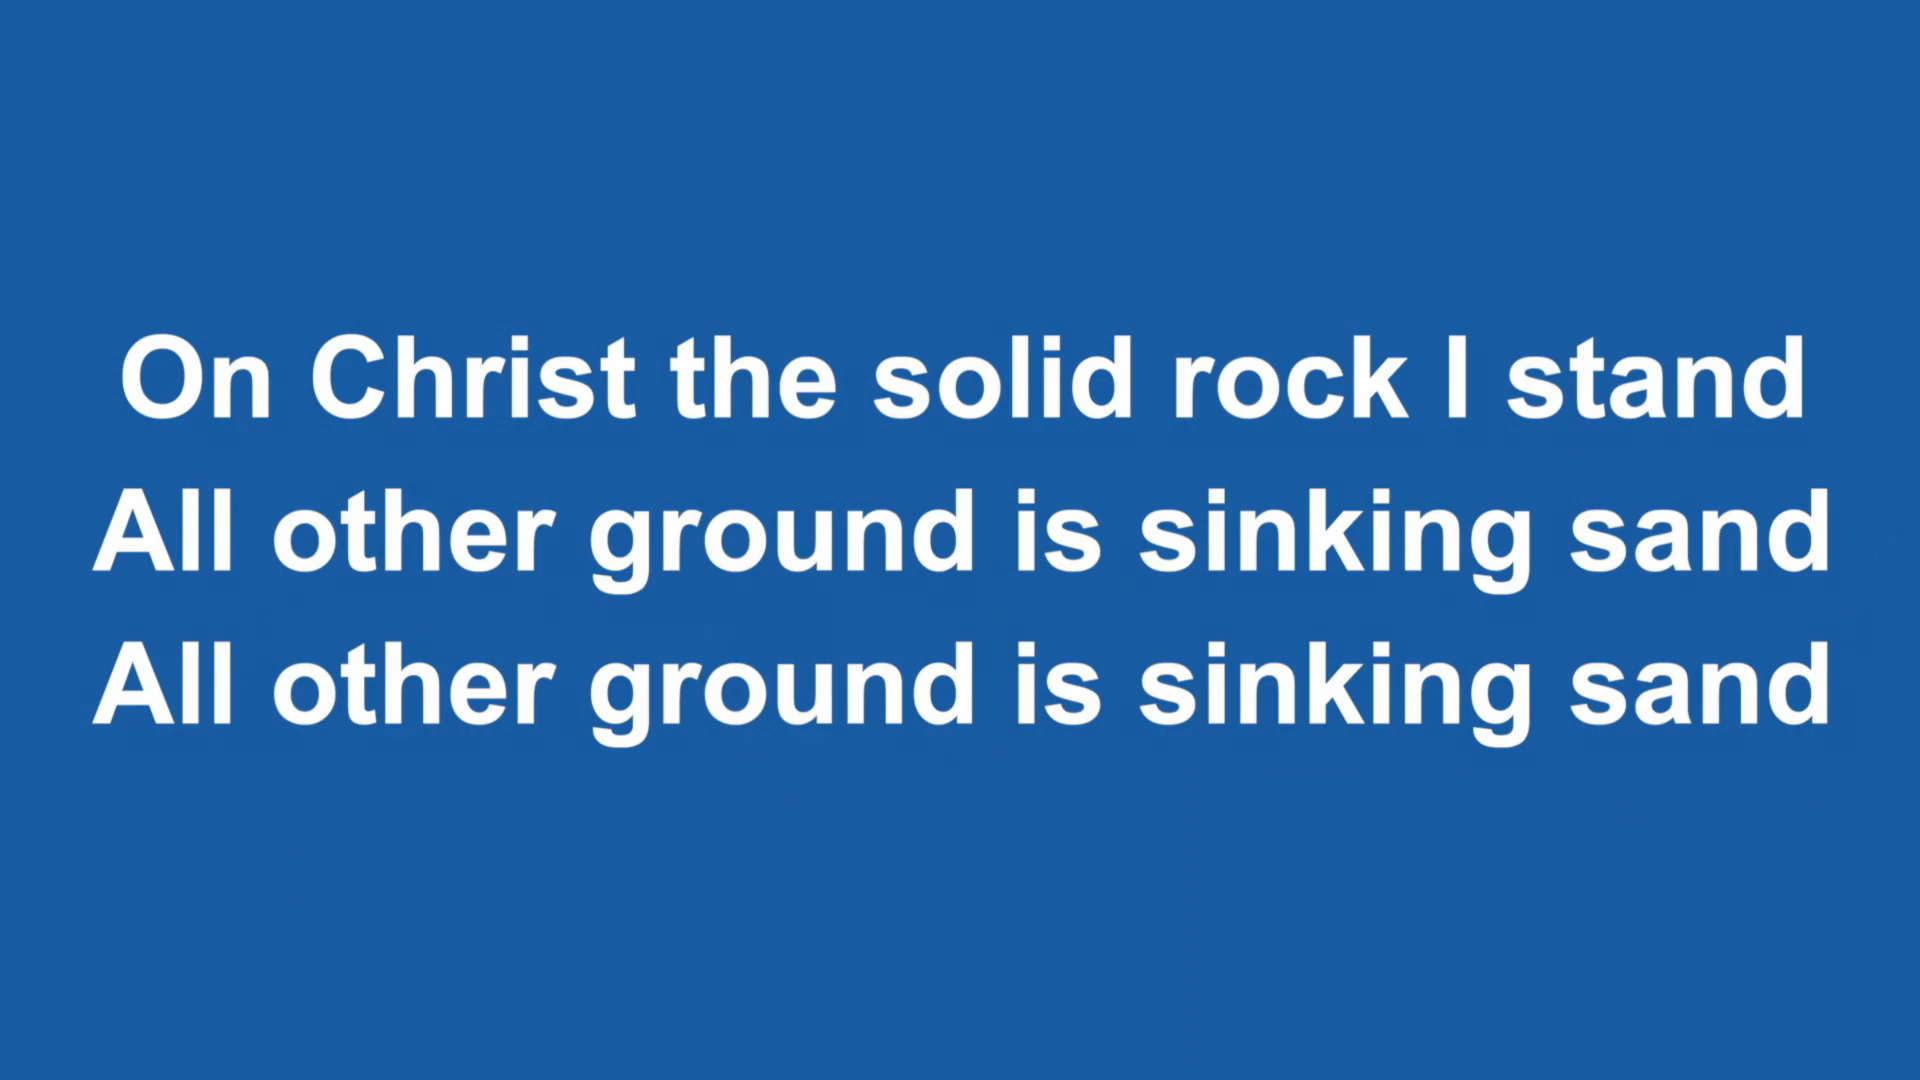 On Christ the solid rock I stand
All other ground is sinking sand
All other ground is sinking sand